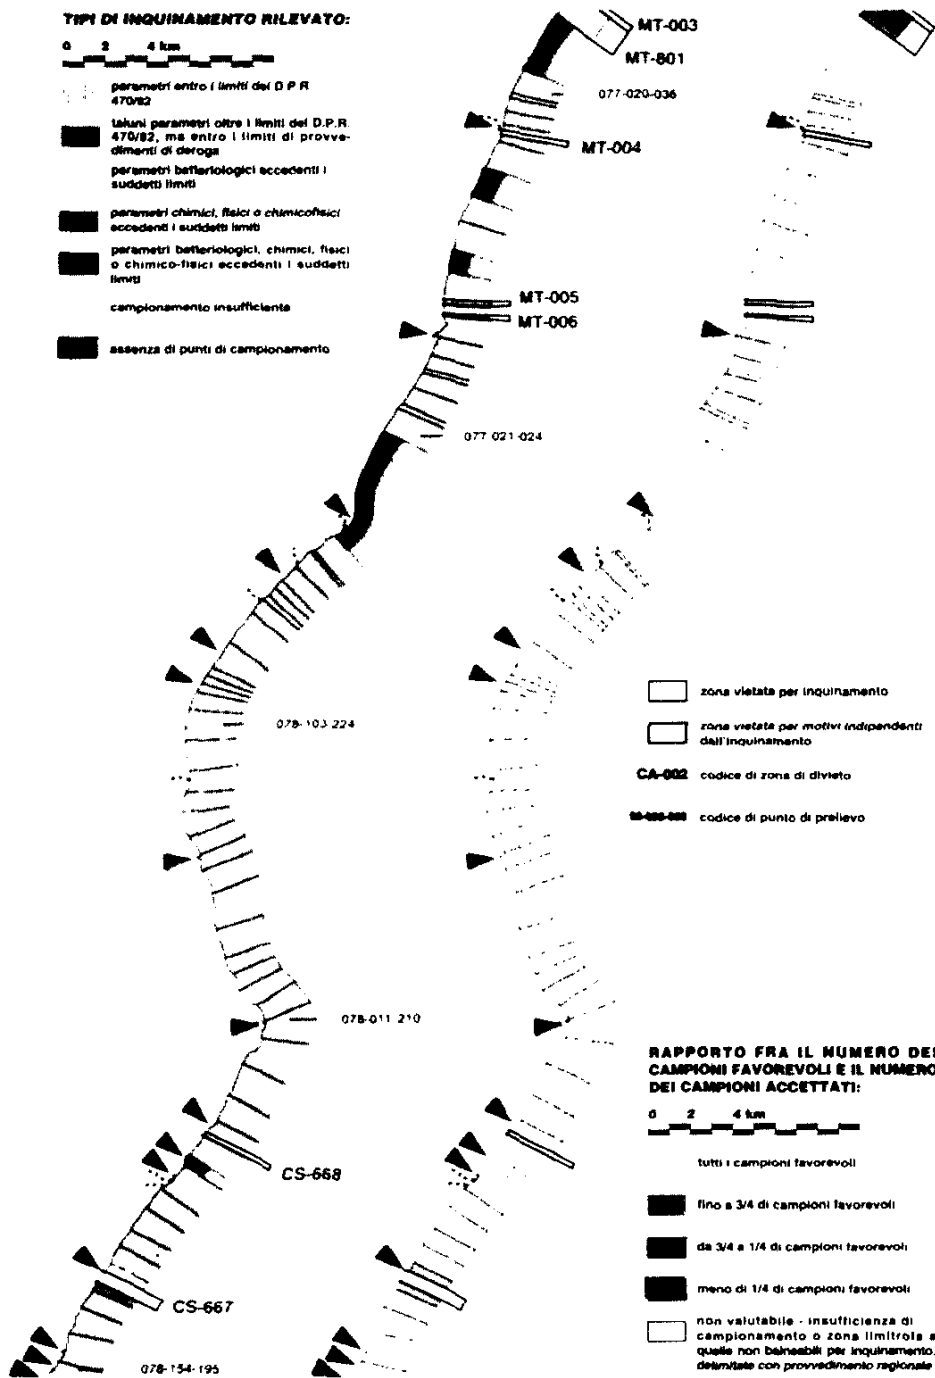 TIPI DI INQUINAMENTO RILEVATO:
0 2 4 km
parametri entro i limiti del D P R
470/82
taluni parametri oltre i limiti del D.P.R.
470/82, ma entro i limiti di provve-
dimenti di deroga
parametri batteriologici eccedenti i
suddetti limiti
parametri chimici, fisici o chimicofisici
eccedenti i suddetti limiti
parametri batteriologici, chimici, fisici
o chimico-fisici eccedenti i suddetti
limiti
campionamento insufficiente
assenza di punti di campionamento
MT-003
MT-801
077-020-036
MT-004
MT-005
MT-006
077-021-024
078-103-224
078-011-210
CS-668
CS-667
078-154-195
zona vietata per inquinamento
zona vietata per motivi indipendenti
dall'inquinamento
CA-002 codice di zona di divieto
codice di punto di prelievo
RAPPORTO FRA IL NUMERO DEI
CAMPIONI FAVOREVOLI E IL NUMERO
DEI CAMPIONI ACCETTATI:
0 2 4 km
tutti i campioni favorevoli
fino a 3/4 di campioni favorevoli
da 3/4 a 1/4 di campioni favorevoli
meno di 1/4 di campioni favorevoli
non valutabile - insufficienza di
campionamento o zona limitrofa a
quelle non balneabili per inquinamento,
delimitate con provvedimento regionale